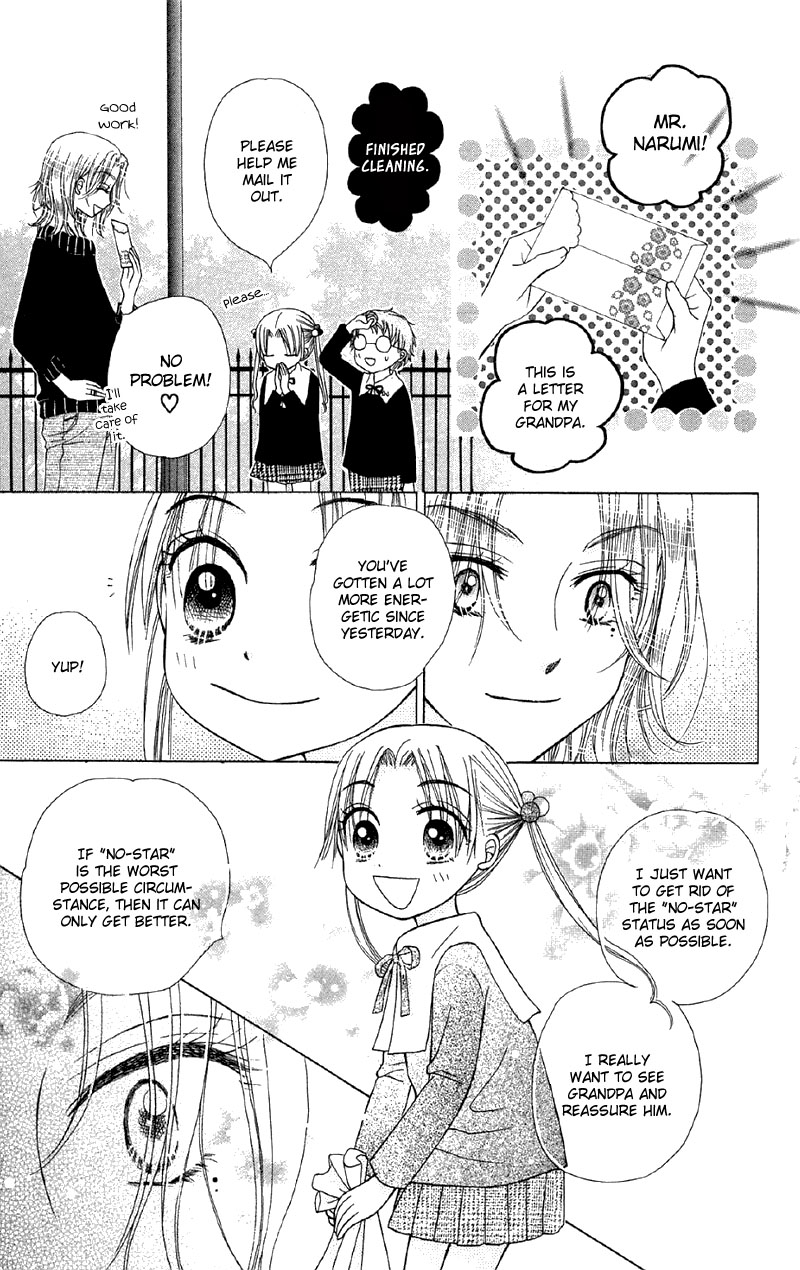 MR.
NARUMI!
THIS IS
A LETTER
FOR MY
GRANDPA.
FINISHED
CLEANING.
PLEASE
HELP ME
MAIL IT
OUT.
please...
GOOD
WORK!
NO
PROBLEM!
♡
I'll
take
care of
it.
YOU'VE
GOTTEN A LOT
MORE ENER-
GETIC SINCE
YESTERDAY.
YUP!
I JUST WANT
TO GET RID OF
THE "NO-STAR"
STATUS AS SOON
AS POSSIBLE.
IF "NO-STAR"
IS THE WORST
POSSIBLE CIRCUM-
STANCE, THEN IT CAN
ONLY GET BETTER.
I REALLY
WANT TO SEE
GRANDPA AND
REASSURE HIM.